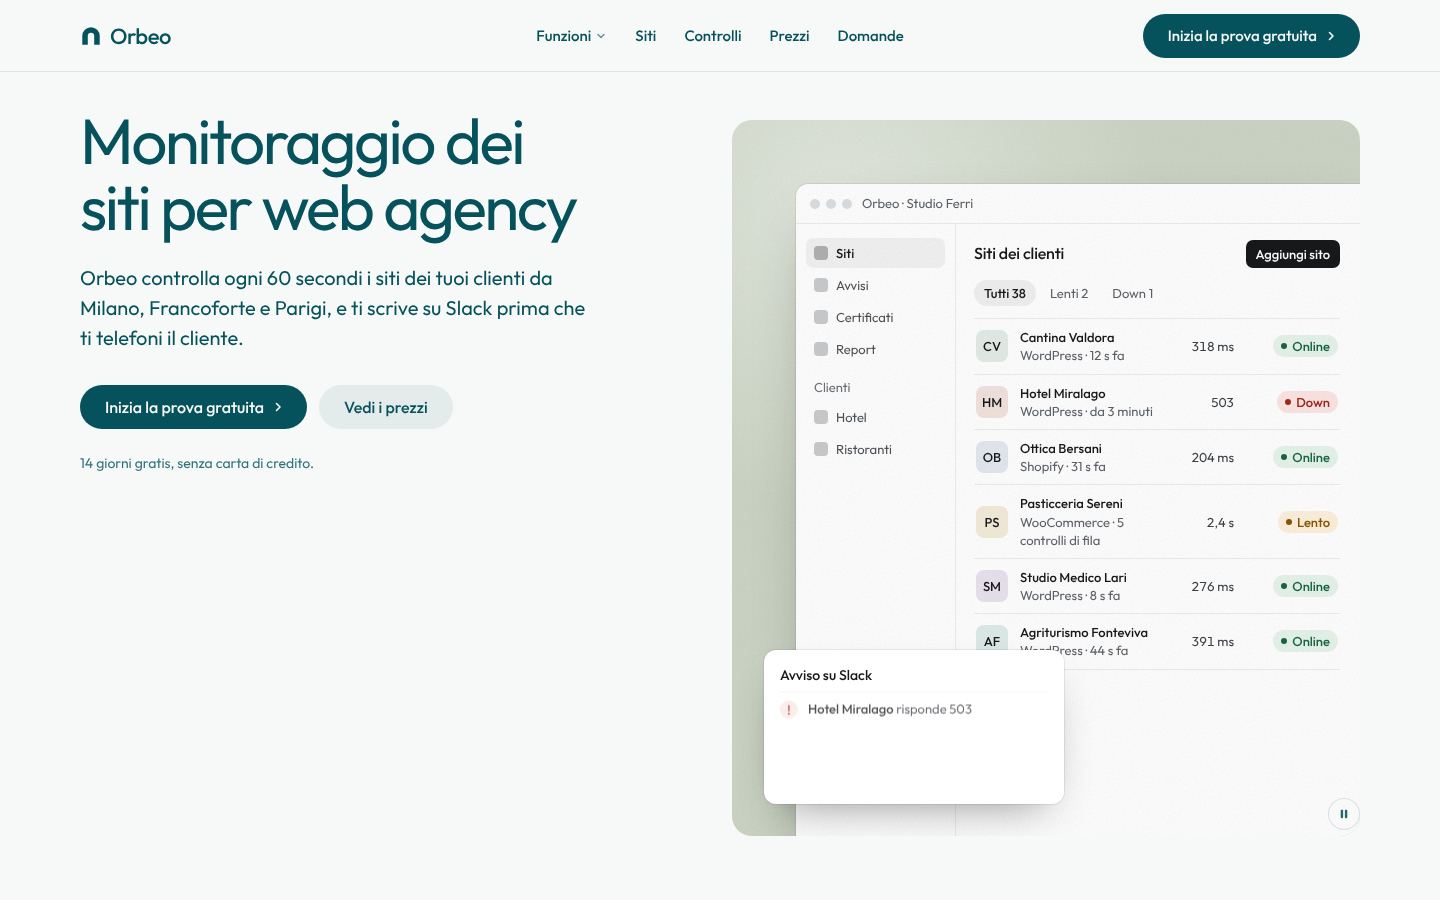 Orbeo
Funzioni
Siti
Controlli
Prezzi
Domande
Inizia la prova gratuita
Monitoraggio dei
siti per web agency
Orbeo controlla ogni 60 secondi i siti dei tuoi clienti da
Milano, Francoforte e Parigi, e ti scrive su Slack prima che
ti telefoni il cliente.
Inizia la prova gratuita
Vedi i prezzi
14 giorni gratis, senza carta di credito.
Orbeo · Studio Ferri
Siti
Avvisi
Certificati
Report
Clienti
Hotel
Ristoranti
Siti dei clienti
Aggiungi sito
Tutti 38
Lenti 2
Down 1
CV
Cantina Valdora
WordPress · 12 s fa
318 ms
Online
HM
Hotel Miralago
WordPress · da 3 minuti
503
Down
OB
Ottica Bersani
Shopify · 31 s fa
204 ms
Online
PS
Pasticceria Sereni
WooCommerce · 5
controlli di fila
2,4 s
Lento
SM
Studio Medico Lari
WordPress · 8 s fa
276 ms
Online
AF
Agriturismo Fonteviva
WordPress · 44 s fa
391 ms
Online
Avviso su Slack
! Hotel Miralago risponde 503